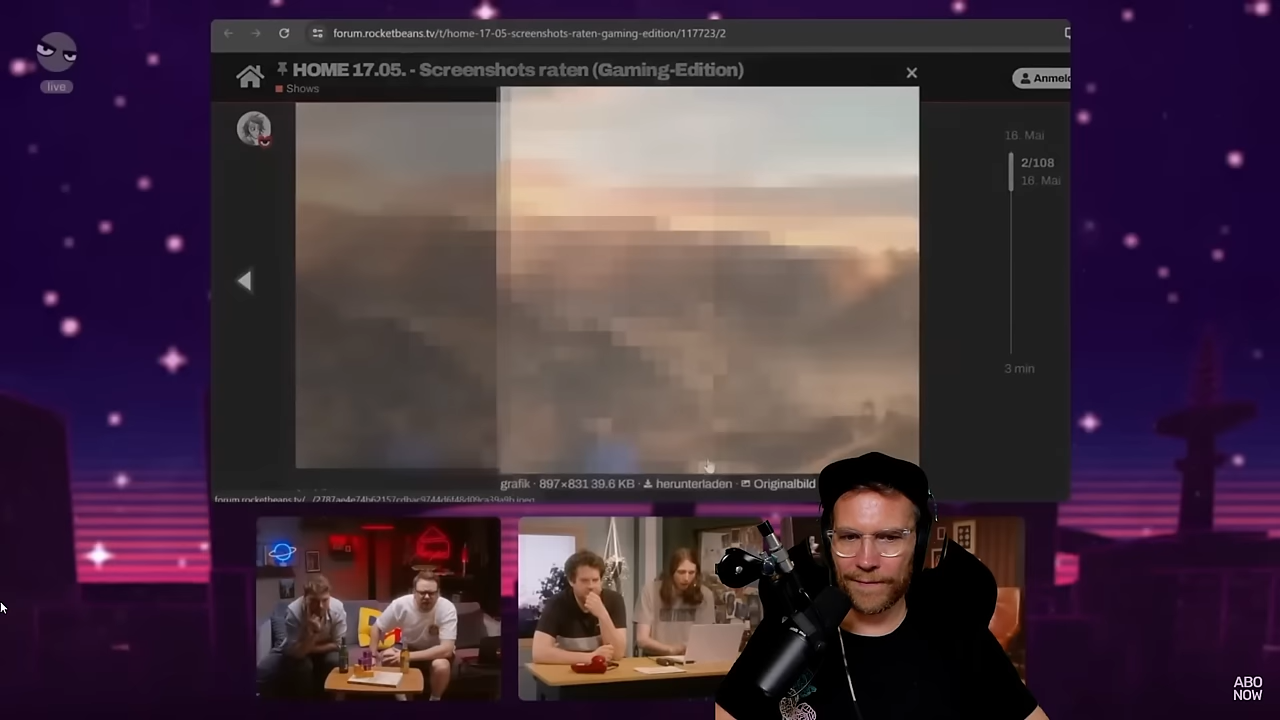 forum.rocketbeans.tv/t/home-17-05-screenshots-raten-gaming-edition/117723/2
HOME 17.05. - Screenshots raten (Gaming-Edition)
Shows
Anmel
live
16. Mai
2/108
16. Mai
3 min
grafik · 897×831 39.6 KB · herunterladen · Originalbild
ABO
NOW